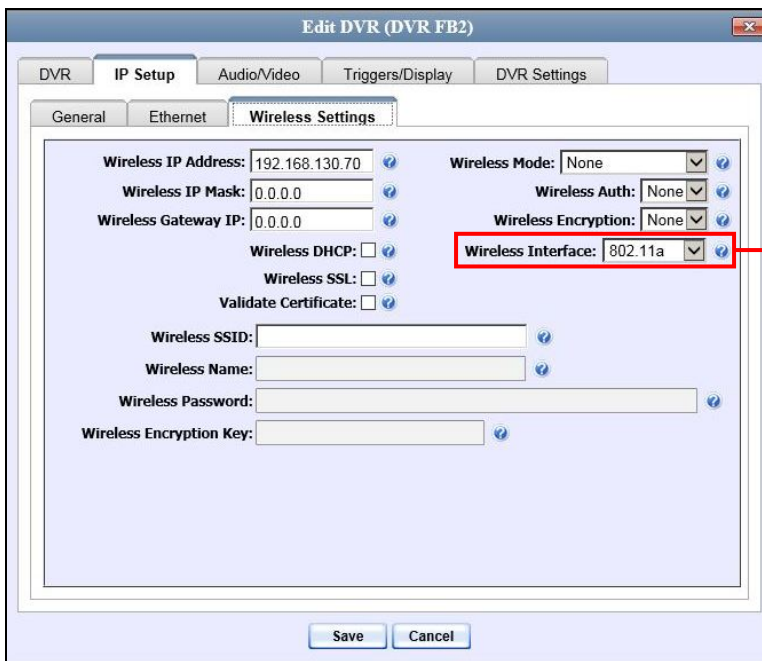 Edit DVR (DVR FB2)
DVR IP Setup Audio/Video Triggers/Display DVR Settings
General Ethernet Wireless Settings
Wireless IP Address: 192.168.130.70 Wireless Mode: None
Wireless IP Mask: 0.0.0.0 Wireless Auth: None
Wireless Gateway IP: 0.0.0.0 Wireless Encryption: None
Wireless DHCP: Wireless Interface: 802.11a
Wireless SSL:
Validate Certificate:
Wireless SSID:
Wireless Name:
Wireless Password:
Wireless Encryption Key:
Save Cancel